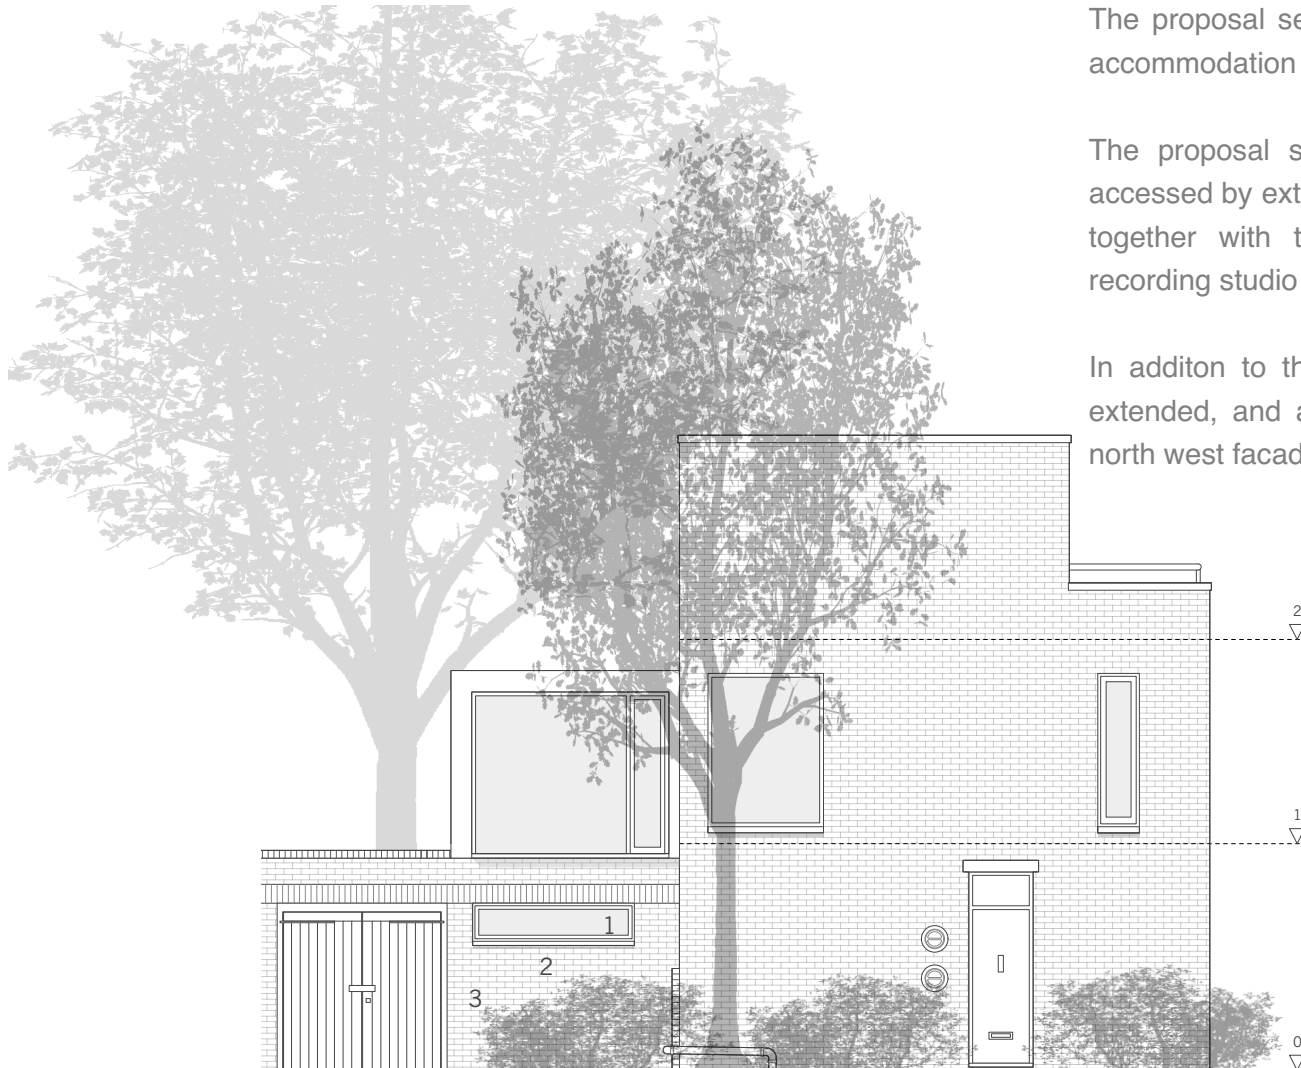 The proposal se
accommodation
The proposal s
accessed by ext
together with t
recording studio
In additon to th
extended, and a
north west facad
2
1
1
2
3
0